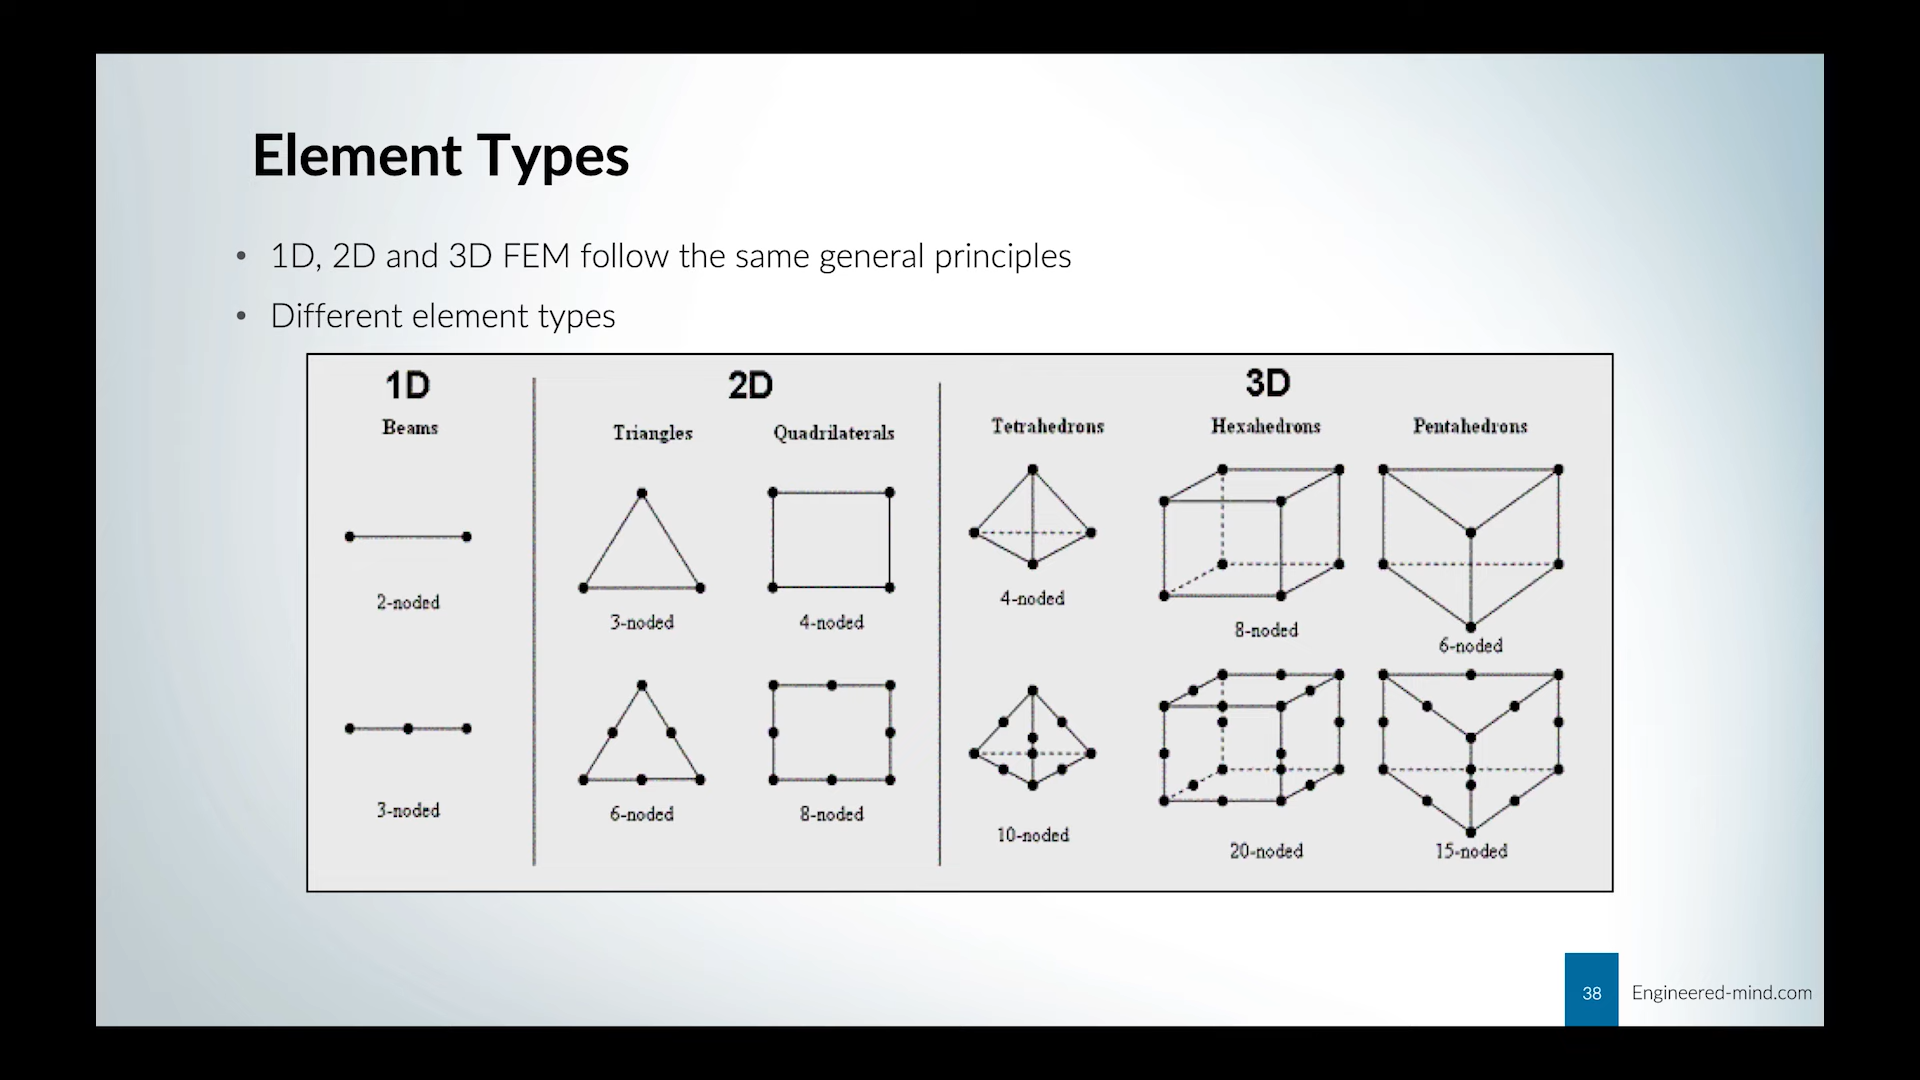 Element Types
• 1D, 2D and 3D FEM follow the same general principles
• Different element types
1D
2D
3D
Beams
Triangles
Quadrilaterals
Tetrahedrons
Hexahedrons
Pentahedrons
2-noded
3-noded
4-noded
4-noded
8-noded
6-noded
3-noded
6-noded
8-noded
10-noded
20-noded
15-noded
38
Engineered-mind.com